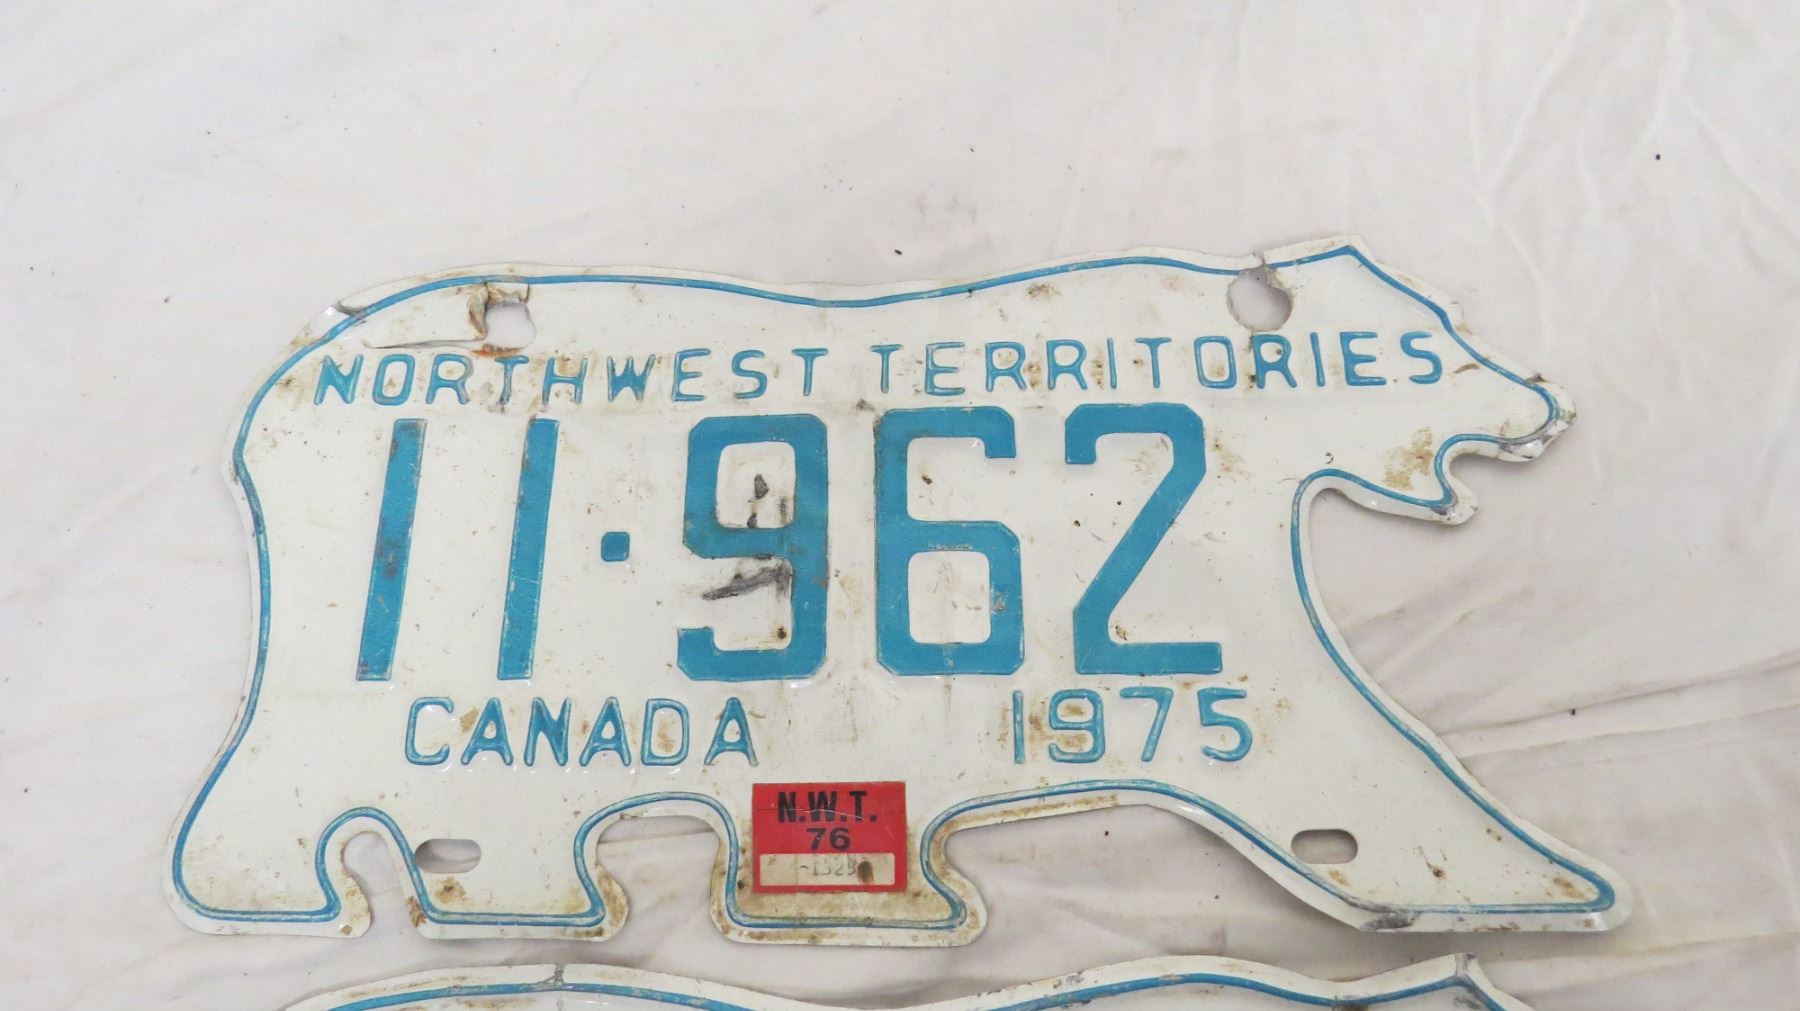 NORTHWEST TERRITORIES
11·962
CANADA 1975
N.W.T.
76